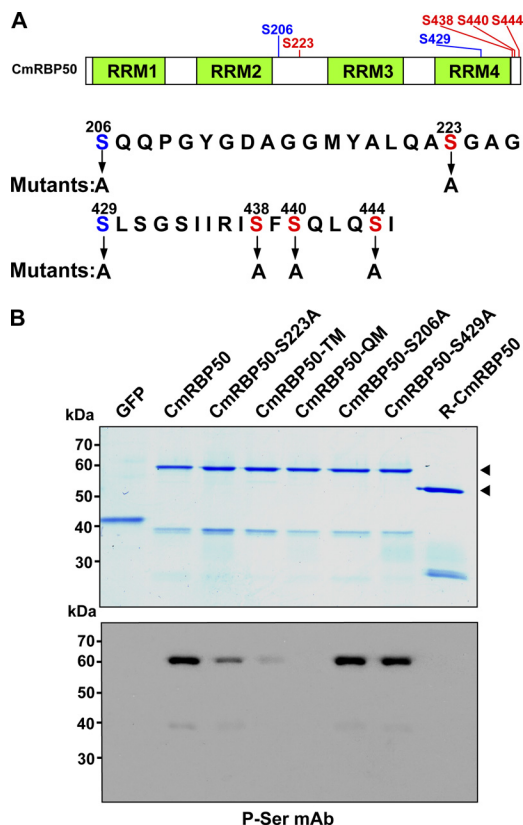 A
S206
S223
S438 S440 S444
S429
CmRBP50
RRM1 RRM2 RRM3 RRM4
206 223
S Q Q P G Y G D A G G M Y A L Q A S G A G
Mutants: A A
429 438 440 444
S L S G S I I R I S F S Q L Q S I
Mutants: A A A A
B
GFP
CmRBP50
CmRBP50-S223A
CmRBP50-TM
CmRBP50-QM
CmRBP50-S206A
CmRBP50-S429A
R-CmRBP50
kDa
70
60
50
40
30
kDa
70
60
50
40
30
P-Ser mAb